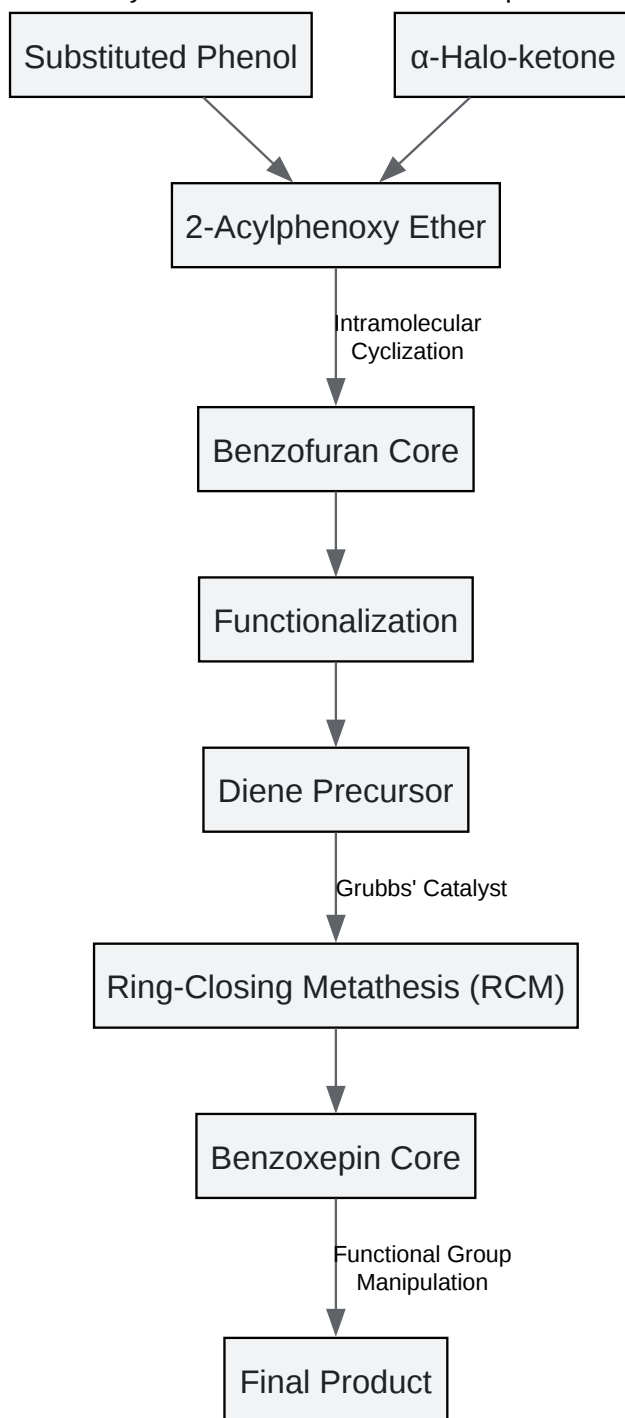 Substituted Phenol
α-Halo-ketone
2-Acylphenoxy Ether
Intramolecular
Cyclization
Benzofuran Core
Functionalization
Diene Precursor
Grubbs' Catalyst
Ring-Closing Metathesis (RCM)
Benzoxepin Core
Functional Group
Manipulation
Final Product